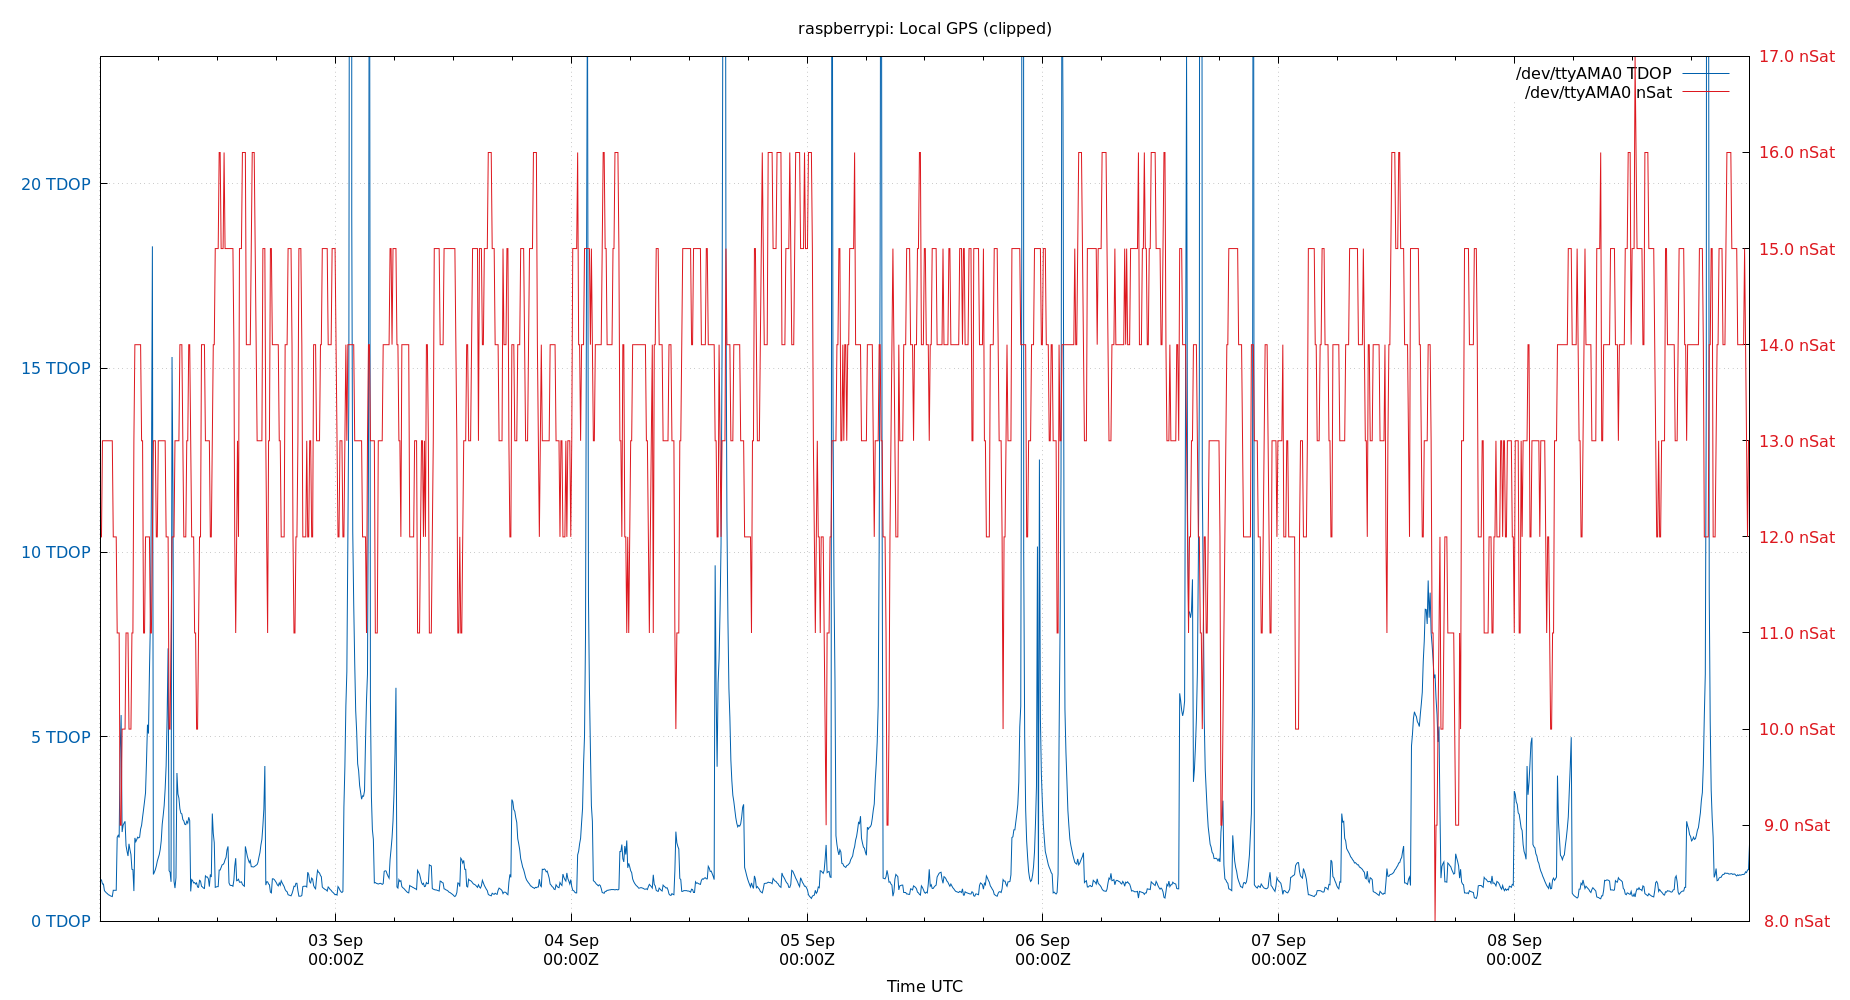 raspberrypi: Local GPS (clipped)
17.0 nSat
/dev/ttyAMA0 TDOP
/dev/ttyAMA0 nSat
16.0 nSat
20 TDOP
15.0 nSat
14.0 nSat
15 TDOP
13.0 nSat
12.0 nSat
10 TDOP
11.0 nSat
10.0 nSat
5 TDOP
9.0 nSat
0 TDOP
8.0 nSat
03 Sep
00:00Z
04 Sep
00:00Z
05 Sep
00:00Z
06 Sep
00:00Z
07 Sep
00:00Z
08 Sep
00:00Z
Time UTC